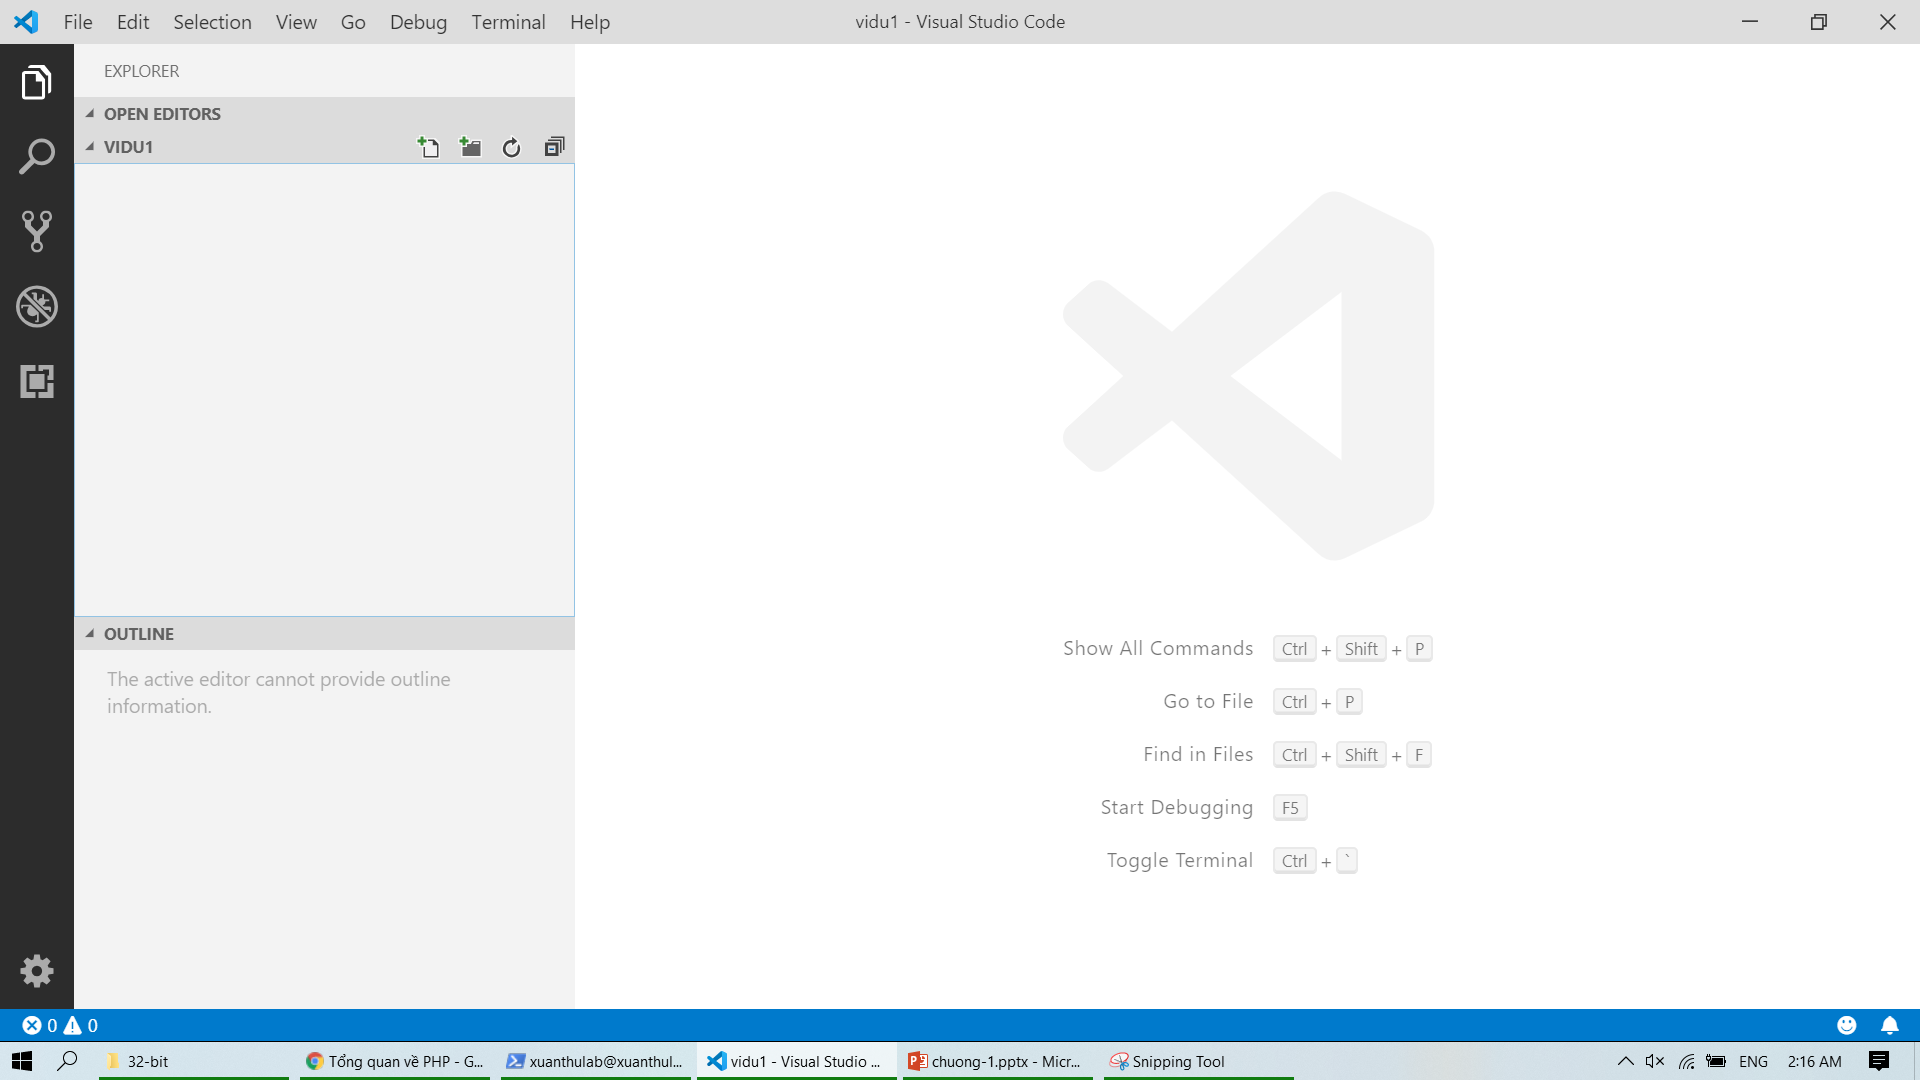 File Edit Selection View Go Debug Terminal Help
vidu1 - Visual Studio Code
EXPLORER
OPEN EDITORS
VIDU1
OUTLINE
The active editor cannot provide outline
information.
Show All Commands Ctrl + Shift + P
Go to File Ctrl + P
Find in Files Ctrl + Shift + F
Start Debugging F5
Toggle Terminal Ctrl + `
0 0
32-bit
Tổng quan về PHP - G...
xuanthulab@xuanthul...
vidu1 - Visual Studio ...
chuong-1.pptx - Micr...
Snipping Tool
ENG
2:16 AM